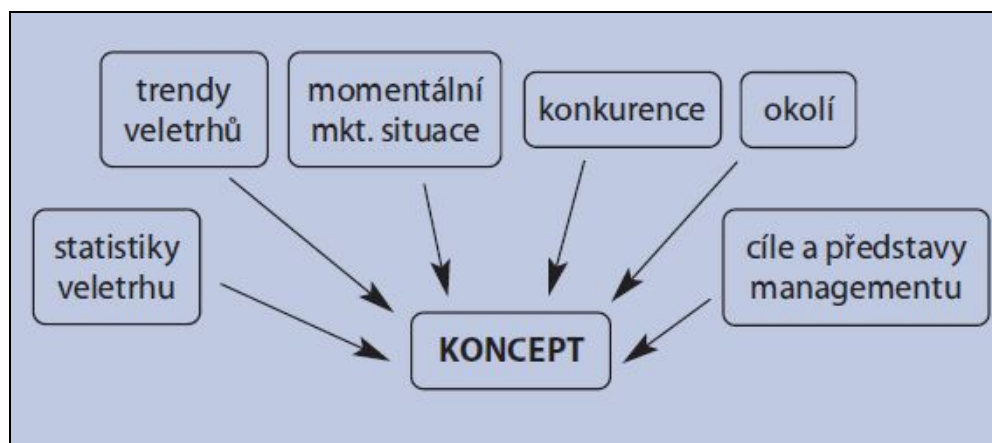 trendy
veletrhů
momentální
mkt. situace
konkurence
okolí
statistiky
veletrhu
cíle a představy
managementu
KONCEPT